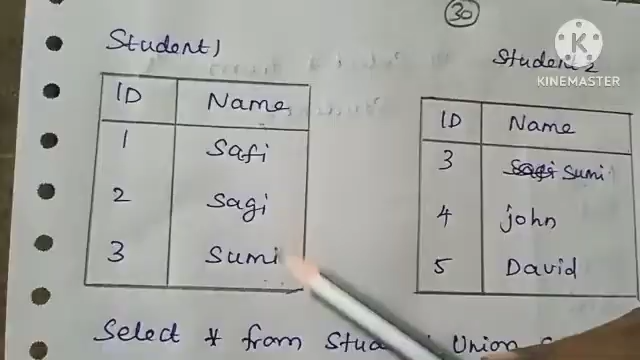 30
Student1
ID Name
1 Safi
2 Sagi
3 Sumi
Student2
ID Name
3 Sumi
4 john
5 David
Select * from Union
K
KINEMASTER